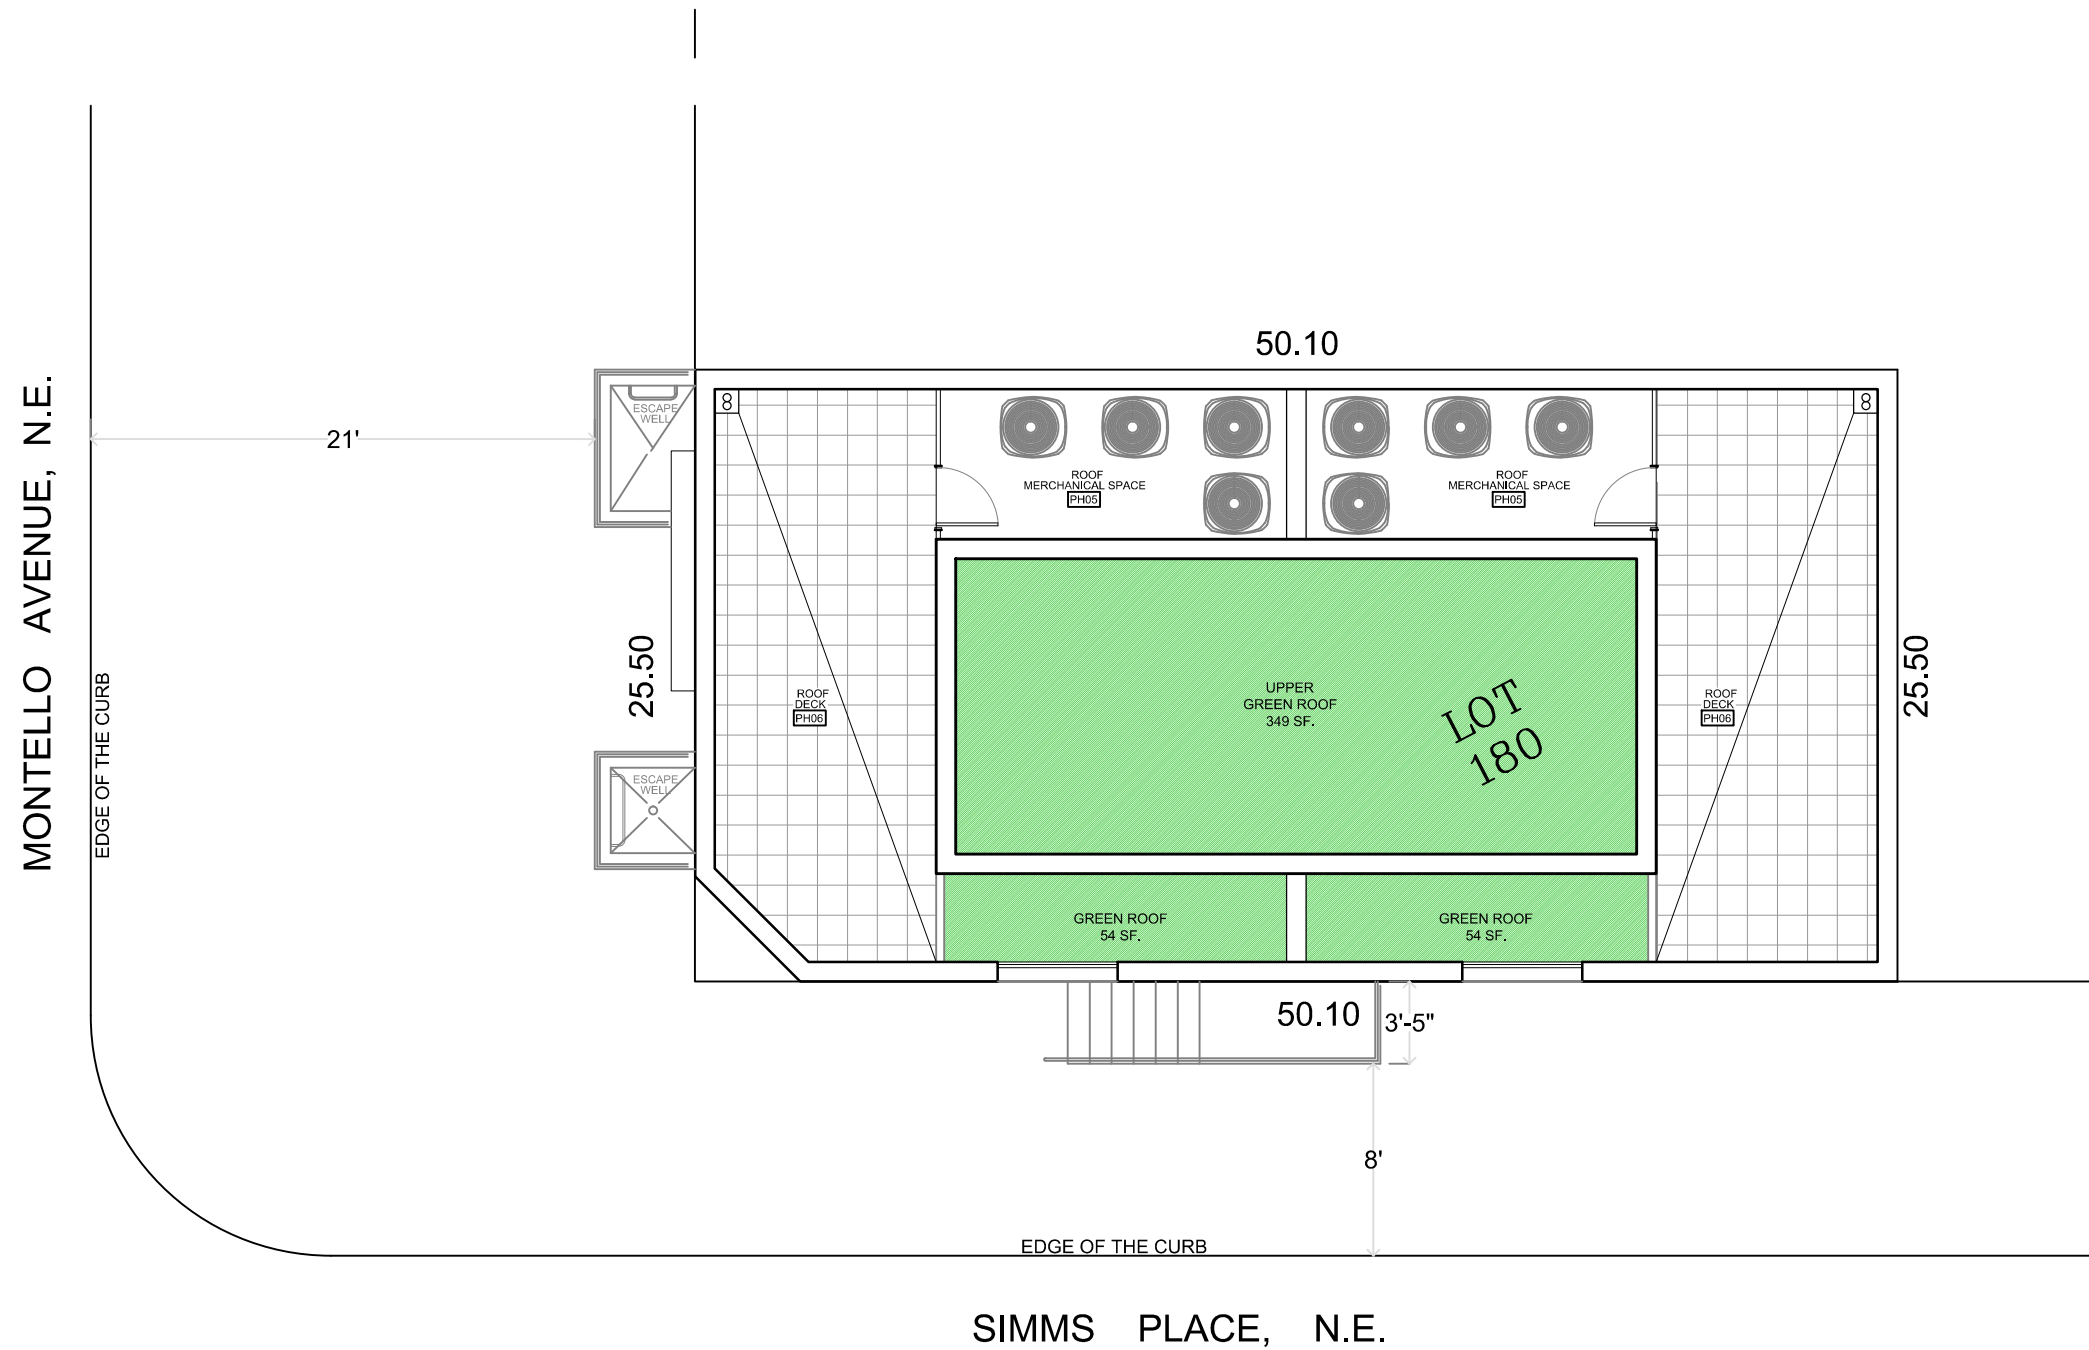 50.10
MONTELLO AVENUE, N.E.
EDGE OF THE CURB
21'
ESCAPE
WELL
8
8
ROOF
MERCHANICAL SPACE
PH05
ROOF
MERCHANICAL SPACE
PH05
25.50
25.50
ROOF
DECK
PH06
UPPER
GREEN ROOF
349 SF.
LOT
180
ROOF
DECK
PH06
ESCAPE
WELL
GREEN ROOF
54 SF.
GREEN ROOF
54 SF.
50.10
3'-5"
8'
EDGE OF THE CURB
SIMMS PLACE, N.E.